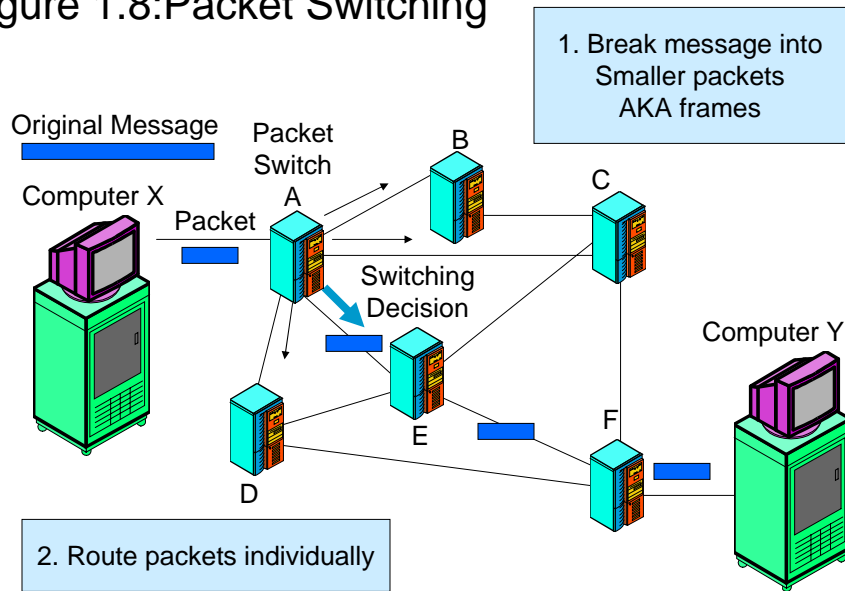 gure 1.8:Packet Switching
1. Break message into
Smaller packets
AKA frames
Original Message
Packet
Switch
A
B
C
Computer X
Packet
Switching
Decision
Computer Y
E
F
D
2. Route packets individually